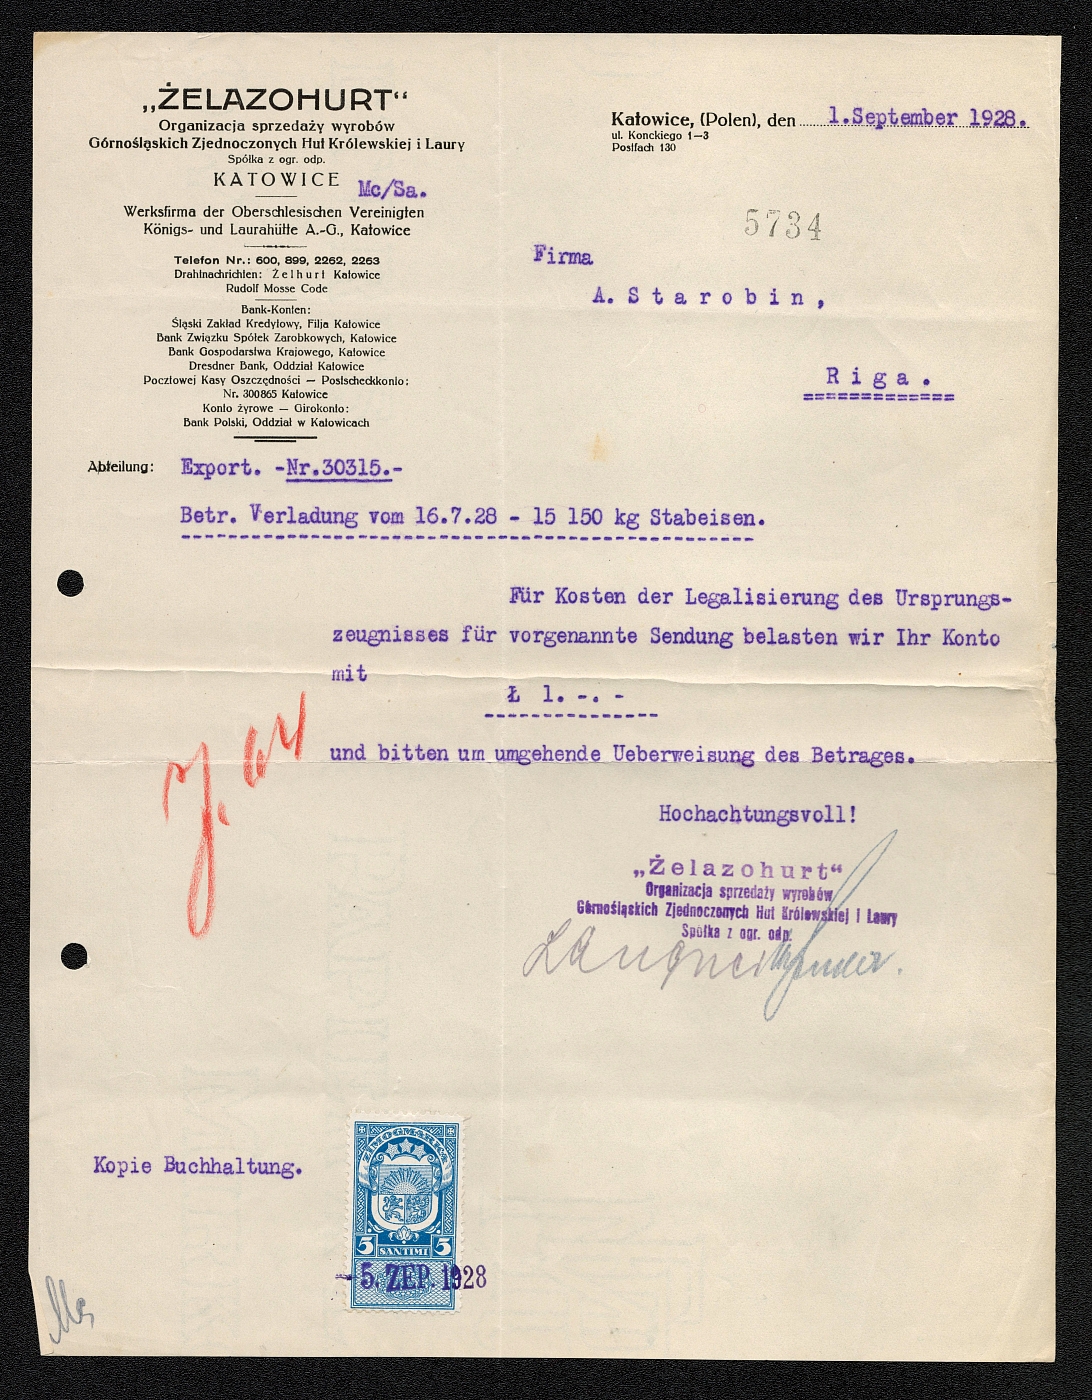 „ŻELAZOHURT“
Organizacja sprzedaży wyrobów
Górnośląskich Zjednoczonych Hut Królewskiej i Laury
Spółka z ogr. odp.
KATOWICE
Mc/Sa.
Werksfirma der Oberschlesischen Vereinigten
Königs- und Laurahütte A.-G., Katowice
Telefon Nr.: 600, 899, 2262, 2263
Drahtnachrichten: Żelhurt Katowice
Rudolf Mosse Code
Bank-Konten:
Śląski Zakład Kredytowy, Filja Katowice
Bank Związku Spółek Zarobkowych, Katowice
Bank Gospodarstwa Krajowego, Katowice
Dresdner Bank, Oddział Katowice
Pocztowej Kasy Oszczędności — Postscheckkonto:
Nr. 300865 Katowice
Konto żyrowe — Girokonto:
Bank Polski, Oddział w Katowicach
Katowice, (Polen), den 1.September 1928.
ul. Konckiego 1—3
Postfach 130
5734
Firma
A. Starobin,
Riga.
Abteilung: Export. -Nr.30315.-
Betr. Verladung vom 16.7.28 - 15 150 kg Stabeisen.
Für Kosten der Legalisierung des Ursprungs-
zeugnisses für vorgenannte Sendung belasten wir Ihr Konto
mit
Ł 1.-.-
und bitten um umgehende Ueberweisung des Betrages.
Hochachtungsvoll!
„Żelazohurt“
Organizacja sprzedaży wyrobów
Górnośląskich Zjednoczonych Hut Królewskiej i Laury
Spółka z ogr. odp.
Kopie Buchhaltung.
ZIMOGMARKA
5 SANTIMI 5
- 5. ZEP. 1928